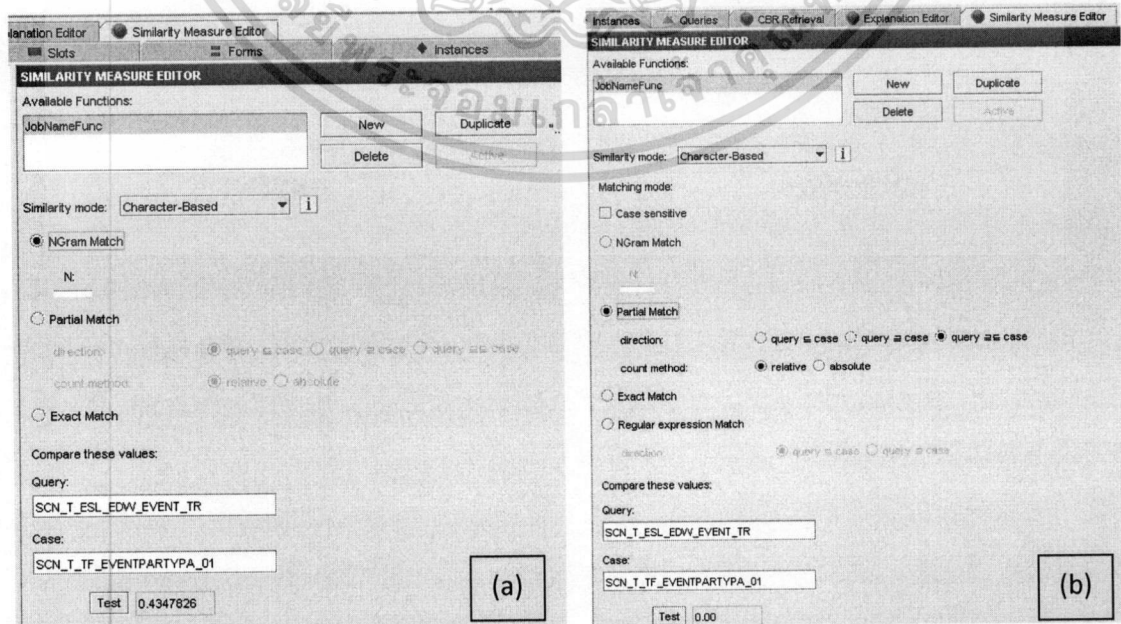 lanation Editor Similarity Measure Editor
Slots Forms Instances
SIMILARITY MEASURE EDITOR
Available Functions:
JobNameFunc
New Duplicate
Delete Active
Similarity mode: Character-Based i
NGram Match
N:
Partial Match
direction: query ⊆ case query ⊇ case query ⊇⊆ case
count method: relative absolute
Exact Match
Compare these values:
Query:
SCN_T_ESL_EDW_EVENT_TR
Case:
SCN_T_TF_EVENTPARTYPA_01
Test 0.4347826
(a)
Instances Queries CBR Retrieval Explanation Editor Similarity Measure Editor
SIMILARITY MEASURE EDITOR
Available Functions:
JobNameFunc
New Duplicate
Delete Active
Similarity mode: Character-Based i
Matching mode:
Case sensitive
NGram Match
N:
Partial Match
direction: query ⊆ case query ⊇ case query ⊇⊆ case
count method: relative absolute
Exact Match
Regular expression Match
direction: query ⊆ case query ⊇ case
Compare these values:
Query:
SCN_T_ESL_EDW_EVENT_TR
Case:
SCN_T_TF_EVENTPARTYPA_01
Test 0.00
(b)